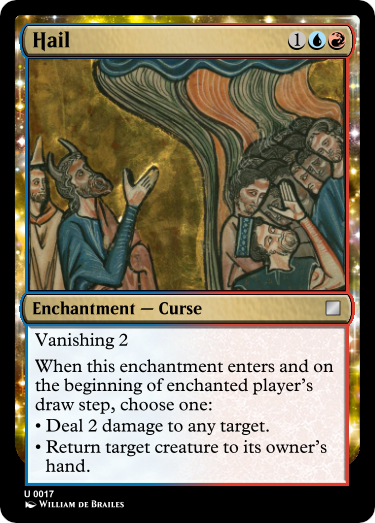 Hail 1
Enchantment — Curse
Vanishing 2
When this enchantment enters and on
the beginning of enchanted player's
draw step, choose one:
• Deal 2 damage to any target.
• Return target creature to its owner's
hand.
U 0017
William de Brailes